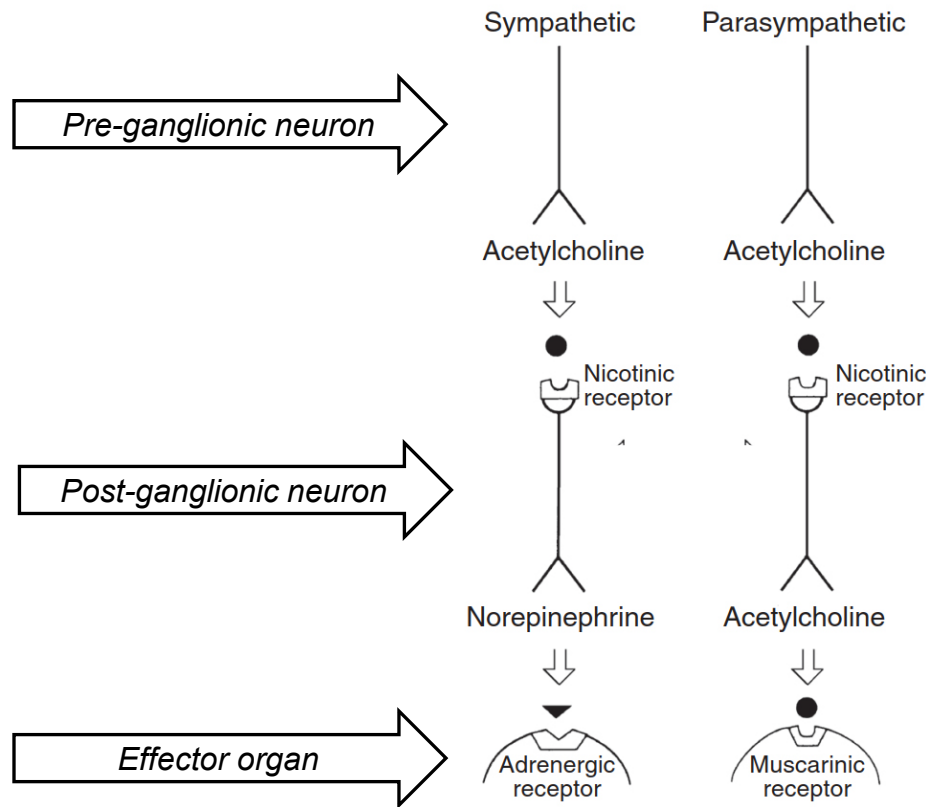 Sympathetic Parasympathetic
Pre-ganglionic neuron
Acetylcholine Acetylcholine
Nicotinic Nicotinic
receptor receptor
Post-ganglionic neuron
Norepinephrine Acetylcholine
Effector organ
Adrenergic Muscarinic
receptor receptor